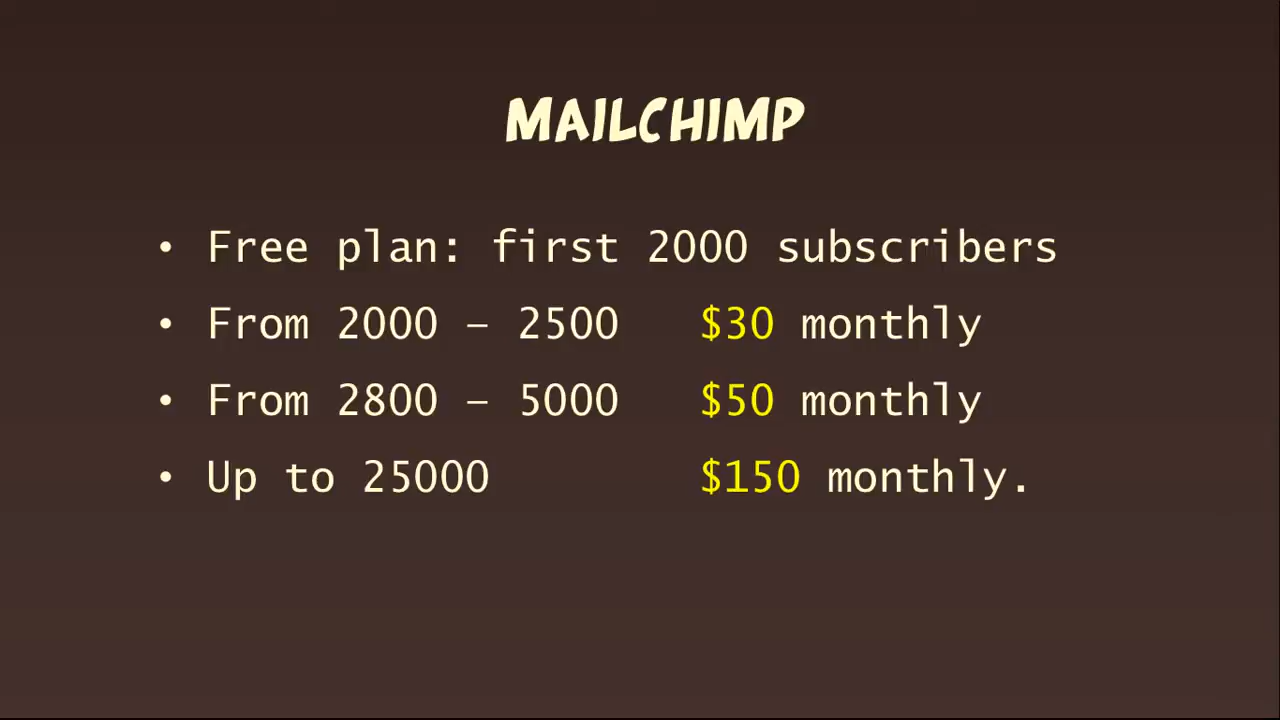 MAILCHIMP
• Free plan: first 2000 subscribers
• From 2000 – 2500 $30 monthly
• From 2800 – 5000 $50 monthly
• Up to 25000 $150 monthly.